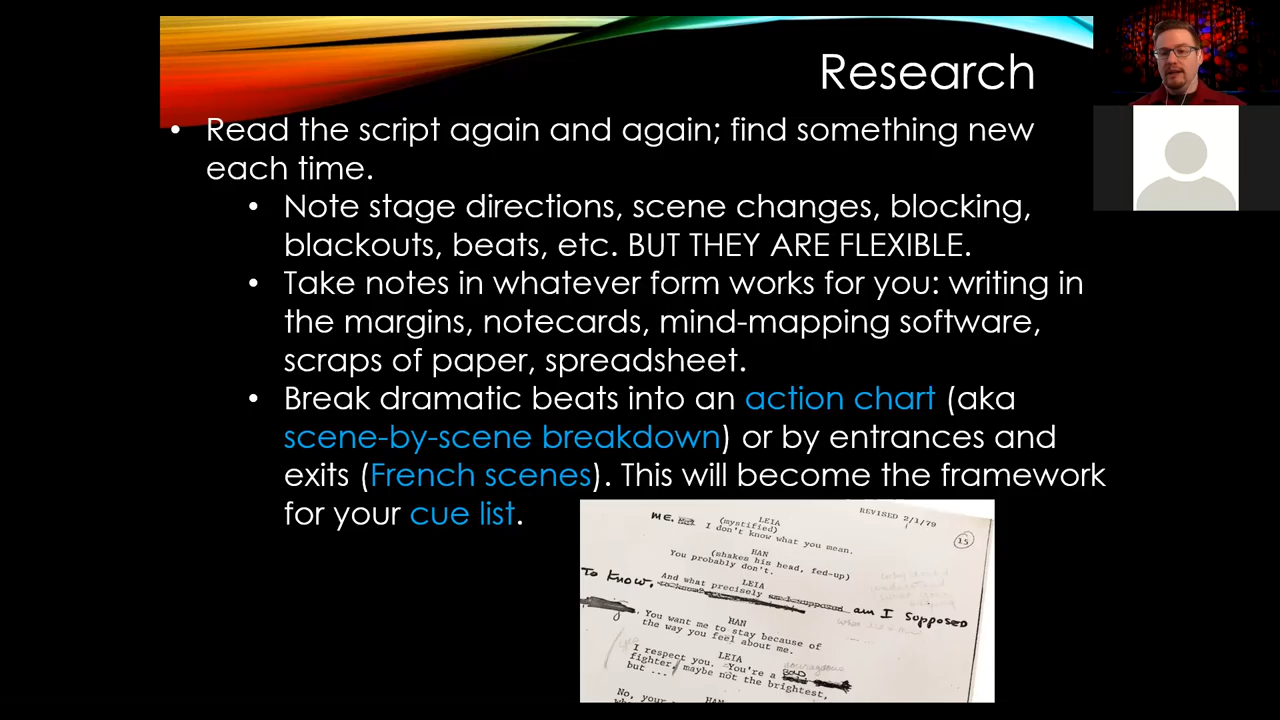 Research
• Read the script again and again; find something new
each time.
• Note stage directions, scene changes, blocking,
blackouts, beats, etc. BUT THEY ARE FLEXIBLE.
• Take notes in whatever form works for you: writing in
the margins, notecards, mind-mapping software,
scraps of paper, spreadsheet.
• Break dramatic beats into an action chart (aka
scene-by-scene breakdown) or by entrances and
exits (French scenes). This will become the framework
for your cue list.
REVISED 2/1/79
15
LEIA
ME. (mystified)
I don't know what you mean.
HAN
(shakes his head, fed-up)
You probably don't.
LEIA
To Know. And what precisely am I supposed
to know?
HAN
You want me to stay because of
the way you feel about me.
LEIA
I respect you. You're a
fighter, maybe not the brightest,
but ...
HAN
No, your